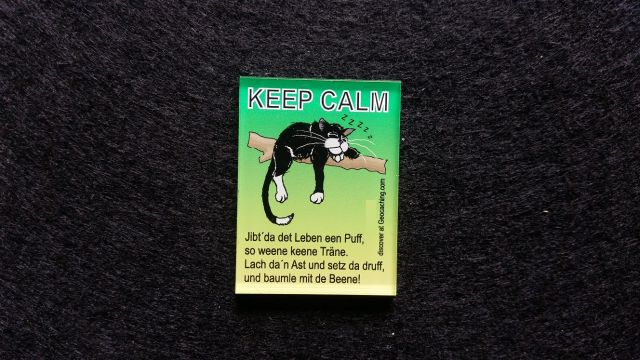 KEEP CALM
z z z z z
discover at Geocaching.com
Jibt´da det Leben een Puff,
so weene keene Träne.
Lach da´n Ast und setz da druff,
und baumle mit de Beene!